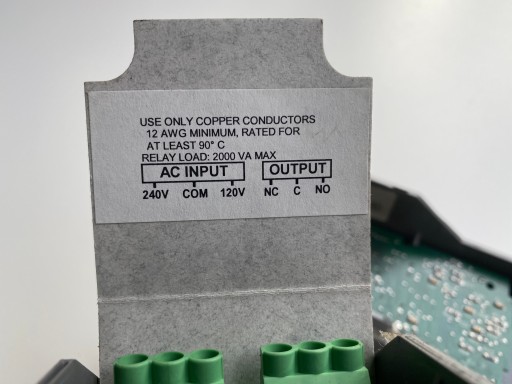 USE ONLY COPPER CONDUCTORS
12 AWG MINIMUM, RATED FOR
AT LEAST 90° C
RELAY LOAD: 2000 VA MAX
AC INPUT OUTPUT
240V COM 120V NC C NO